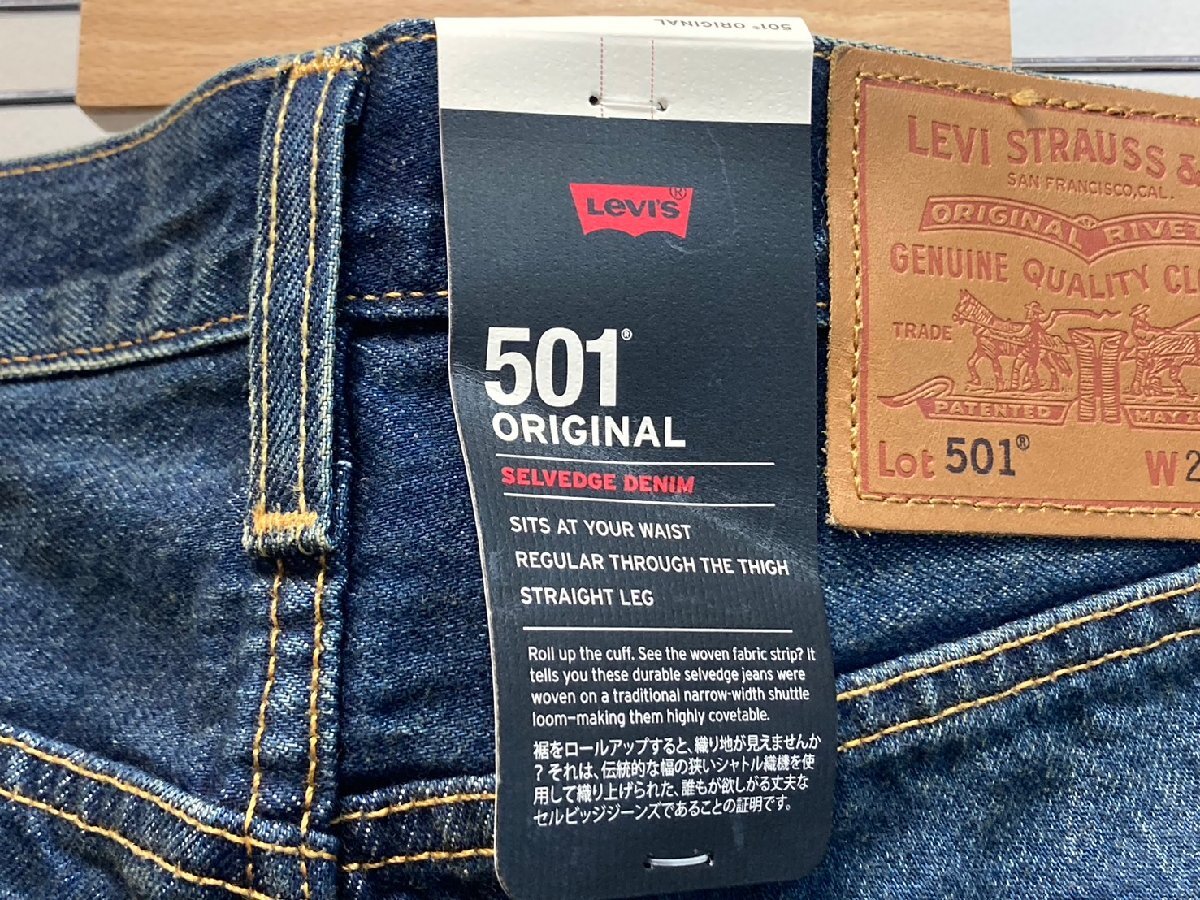 501® ORIGINAL
Levi's®
501®
ORIGINAL
SELVEDGE DENIM
SITS AT YOUR WAIST
REGULAR THROUGH THE THIGH
STRAIGHT LEG
Roll up the cuff. See the woven fabric strip? It
tells you these durable selvedge jeans were
woven on a traditional narrow-width shuttle
loom—making them highly covetable.
裾をロールアップすると、織り地が見えませんか
? それは、伝統的な幅の狭いシャトル織機を使
用して織り上げられた、誰もが欲しがる丈夫な
セルビッジジーンズであることの証明です。
LEVI STRAUSS &
SAN FRANCISCO, CAL.
ORIGINAL RIVET
GENUINE QUALITY CL
TRADE
PATENTED MAY 2
Lot 501® W 2